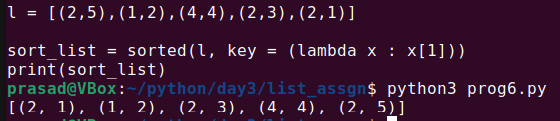 l = [(2,5),(1,2),(4,4),(2,3),(2,1)]
sort_list = sorted(l, key = (lambda x : x[1]))
print(sort_list)
prasad@VBox:~/python/day3/list_assgn$ python3 prog6.py
[(2, 1), (1, 2), (2, 3), (4, 4), (2, 5)]